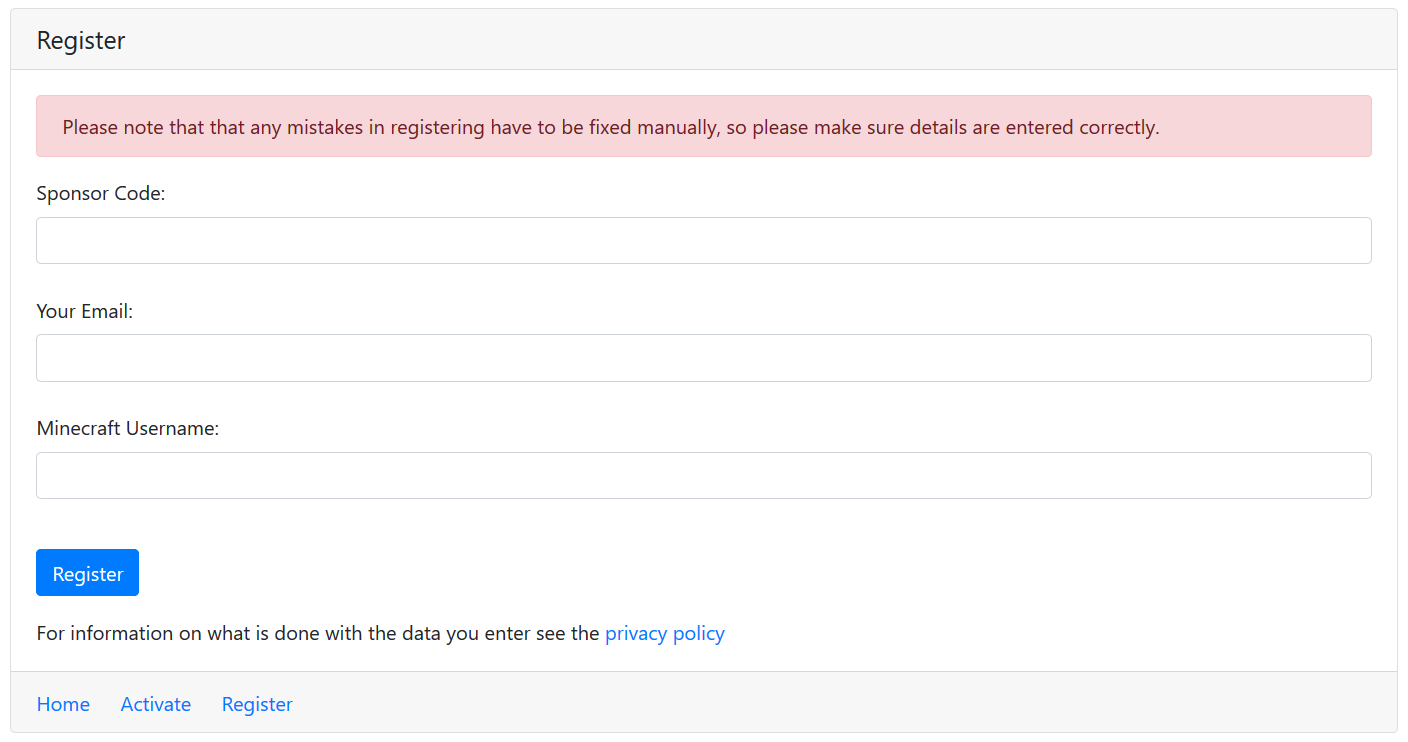 Register
Please note that that any mistakes in registering have to be fixed manually, so please make sure details are entered correctly.
Sponsor Code:
Your Email:
Minecraft Username:
Register
For information on what is done with the data you enter see the privacy policy
Home Activate Register